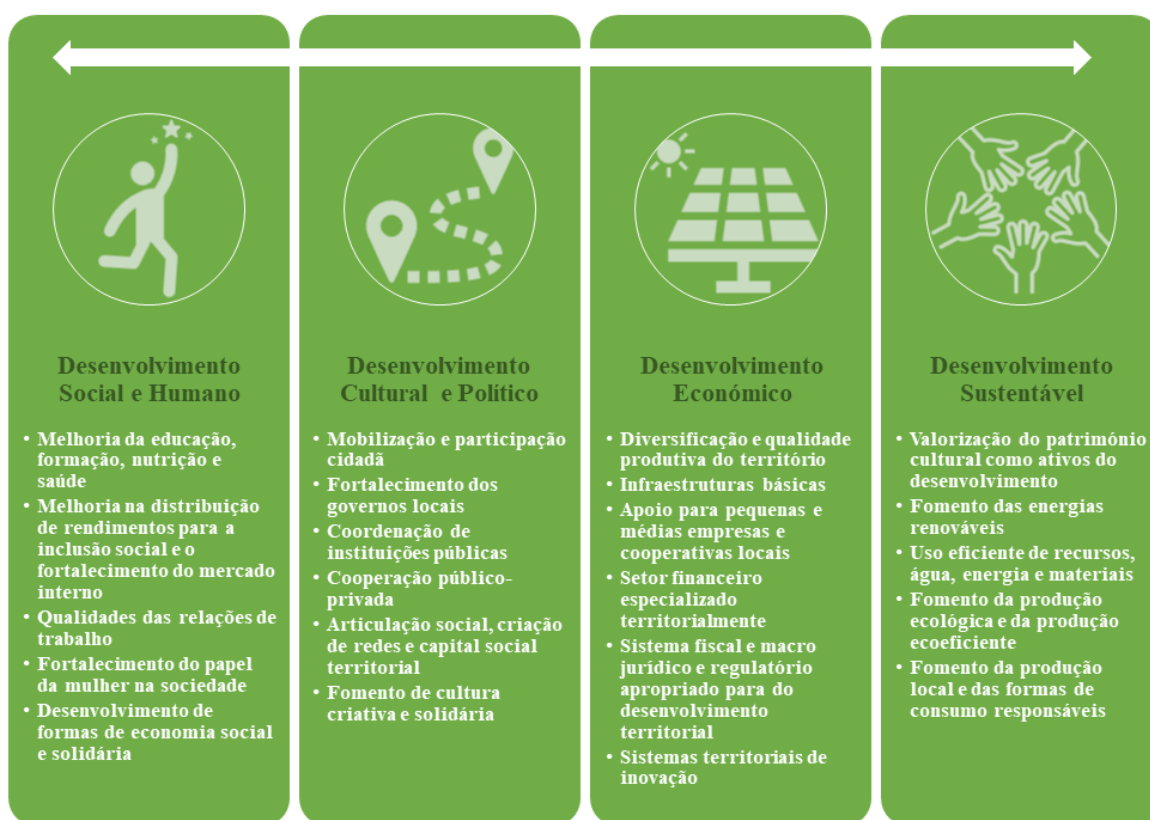 Desenvolvimento
Social e Humano
• Melhoria da educação,
formação, nutrição e
saúde
• Melhoria na distribuição
de rendimentos para a
inclusão social e o
fortalecimento do mercado
interno
• Qualidades das relações de
trabalho
• Fortalecimento do papel
da mulher na sociedade
• Desenvolvimento de
formas de economia social
e solidária
Desenvolvimento
Cultural e Político
• Mobilização e participação
cidadã
• Fortalecimento dos
governos locais
• Coordenação de
instituições públicas
• Cooperação público-
privada
• Articulação social, criação
de redes e capital social
territorial
• Fomento de cultura
criativa e solidária
Desenvolvimento
Económico
• Diversificação e qualidade
produtiva do território
• Infraestruturas básicas
• Apoio para pequenas e
médias empresas e
cooperativas locais
• Setor financeiro
especializado
territorialmente
• Sistema fiscal e macro
jurídico e regulatório
apropriado para do
desenvolvimento
territorial
• Sistemas territoriais de
inovação
Desenvolvimento
Sustentável
• Valorização do património
cultural como ativos do
desenvolvimento
• Fomento das energias
renováveis
• Uso eficiente de recursos,
água, energia e materiais
• Fomento da produção
ecológica e da produção
ecoeficiente
• Fomento da produção
local e das formas de
consumo responsáveis